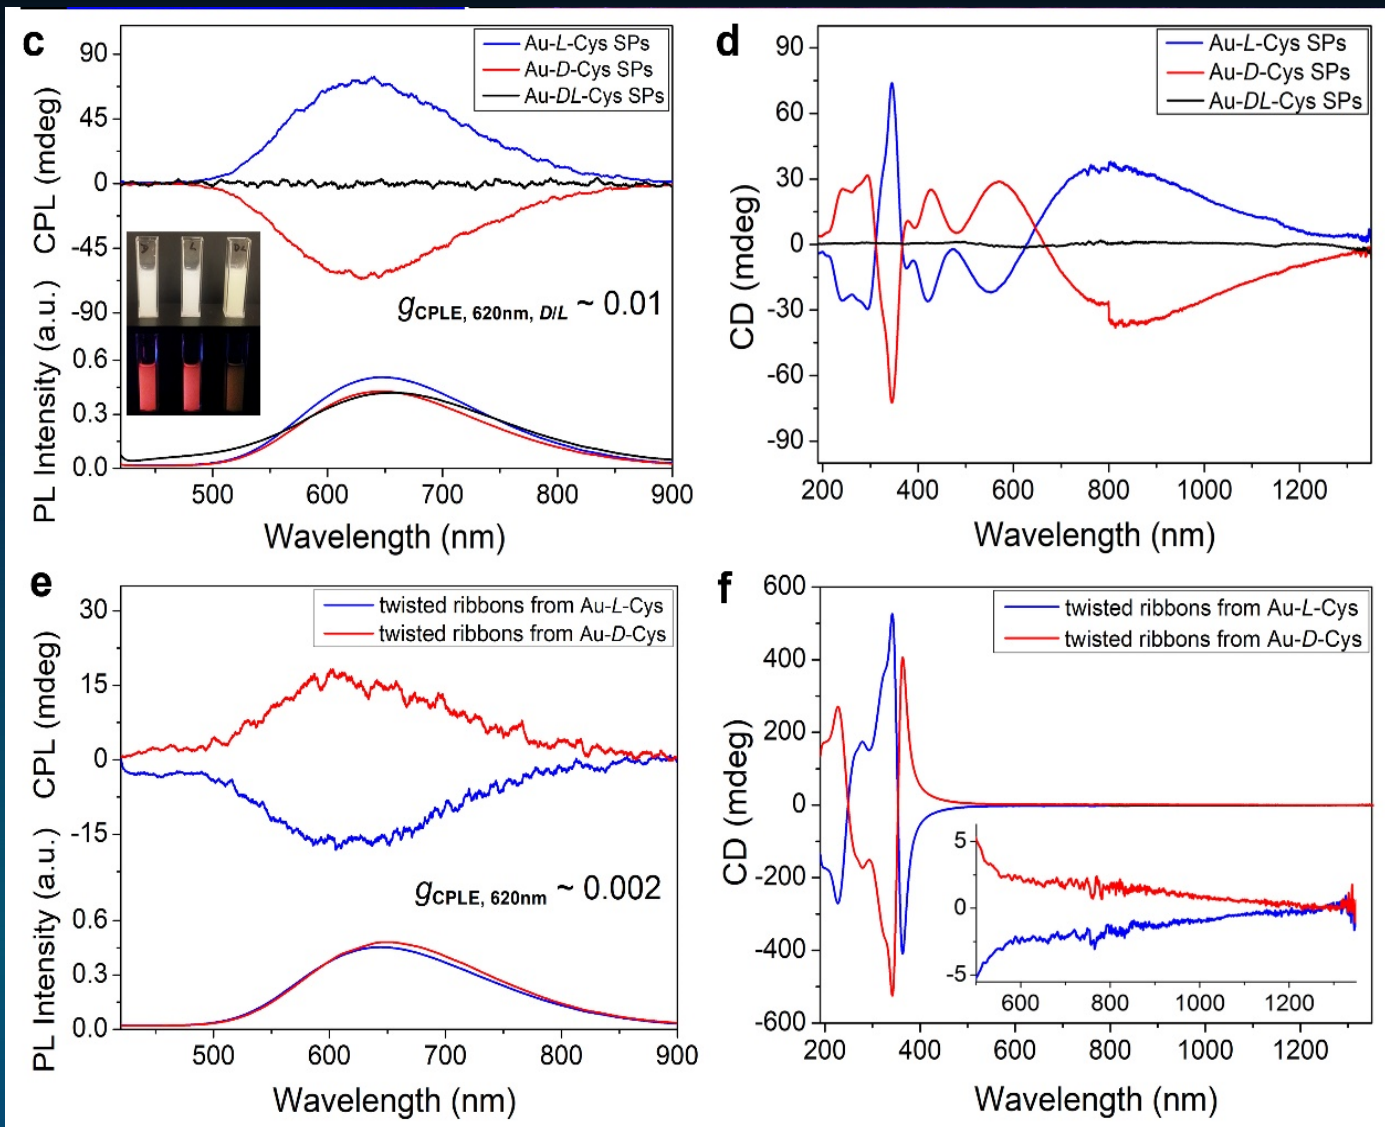 c
CPL (mdeg)
PL Intensity (a.u.)
90
45
0
-45
-90
0.6
0.3
0.0
Au-L-Cys SPs
Au-D-Cys SPs
Au-DL-Cys SPs
D L DL
gCPLE, 620nm, D/L ~ 0.01
500 600 700 800 900
Wavelength (nm)
d
CD (mdeg)
90
60
30
0
-30
-60
-90
Au-L-Cys SPs
Au-D-Cys SPs
Au-DL-Cys SPs
200 400 600 800 1000 1200
Wavelength (nm)
e
CPL (mdeg)
PL Intensity (a.u.)
30
15
0
-15
0.6
0.3
0.0
twisted ribbons from Au-L-Cys
twisted ribbons from Au-D-Cys
gCPLE, 620nm ~ 0.002
500 600 700 800 900
Wavelength (nm)
f
CD (mdeg)
600
400
200
0
-200
-400
-600
twisted ribbons from Au-L-Cys
twisted ribbons from Au-D-Cys
5
0
-5
600 800 1000 1200
200 400 600 800 1000 1200
Wavelength (nm)